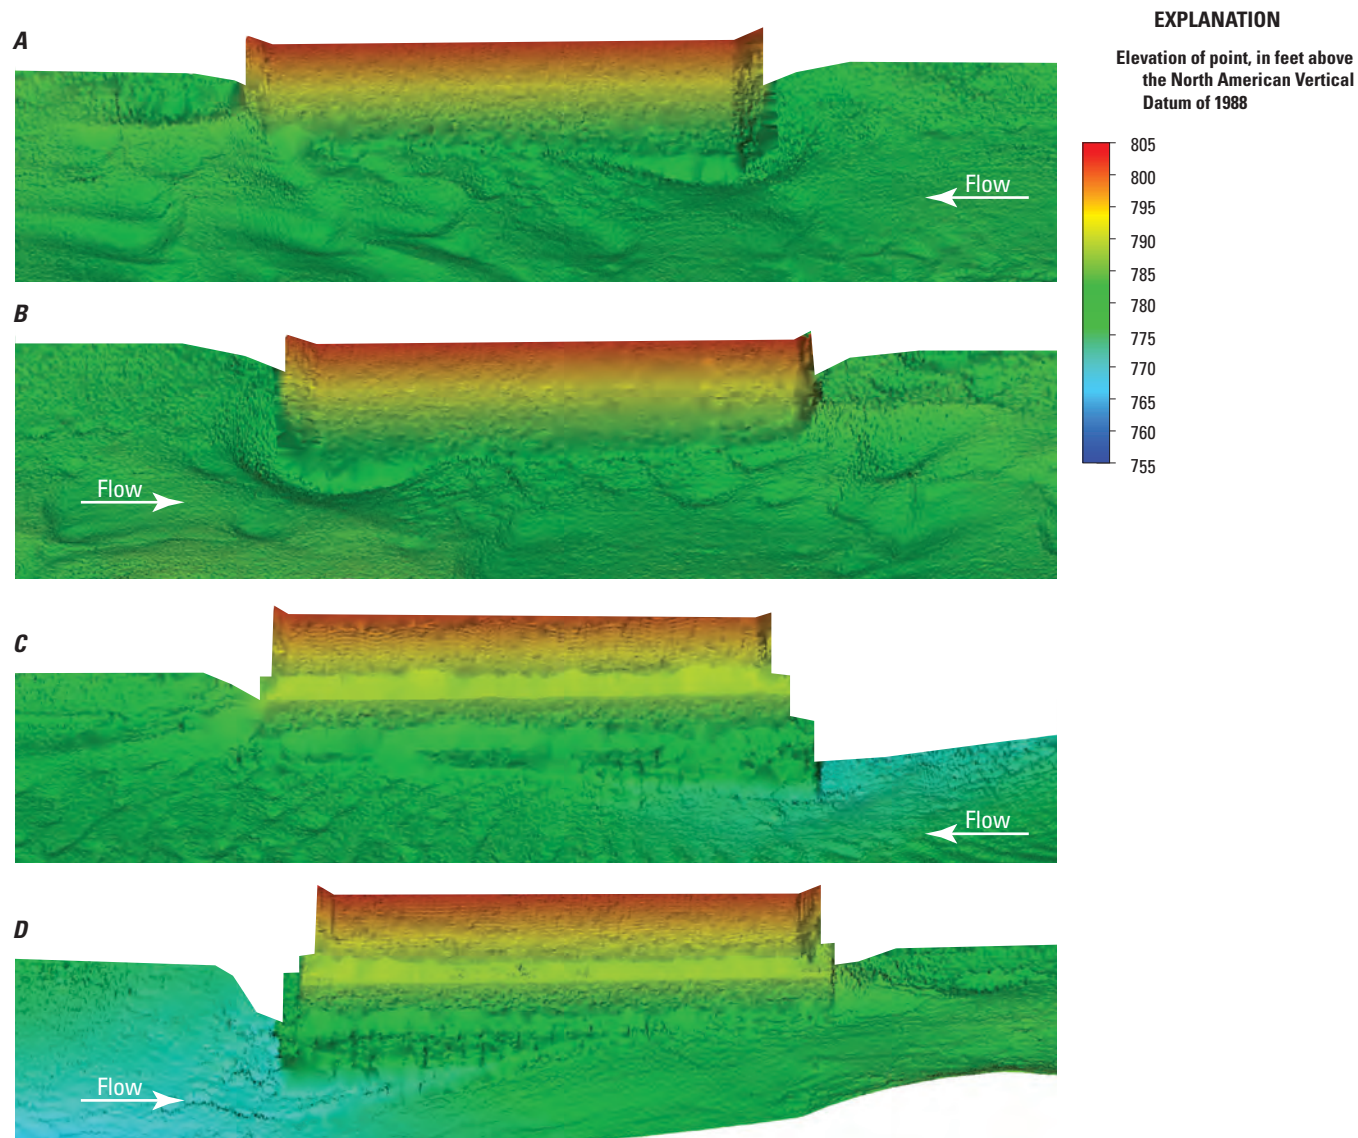 A
Flow
B
Flow
C
Flow
D
Flow
EXPLANATION
Elevation of point, in feet above
the North American Vertical
Datum of 1988
805
800
795
790
785
780
775
770
765
760
755